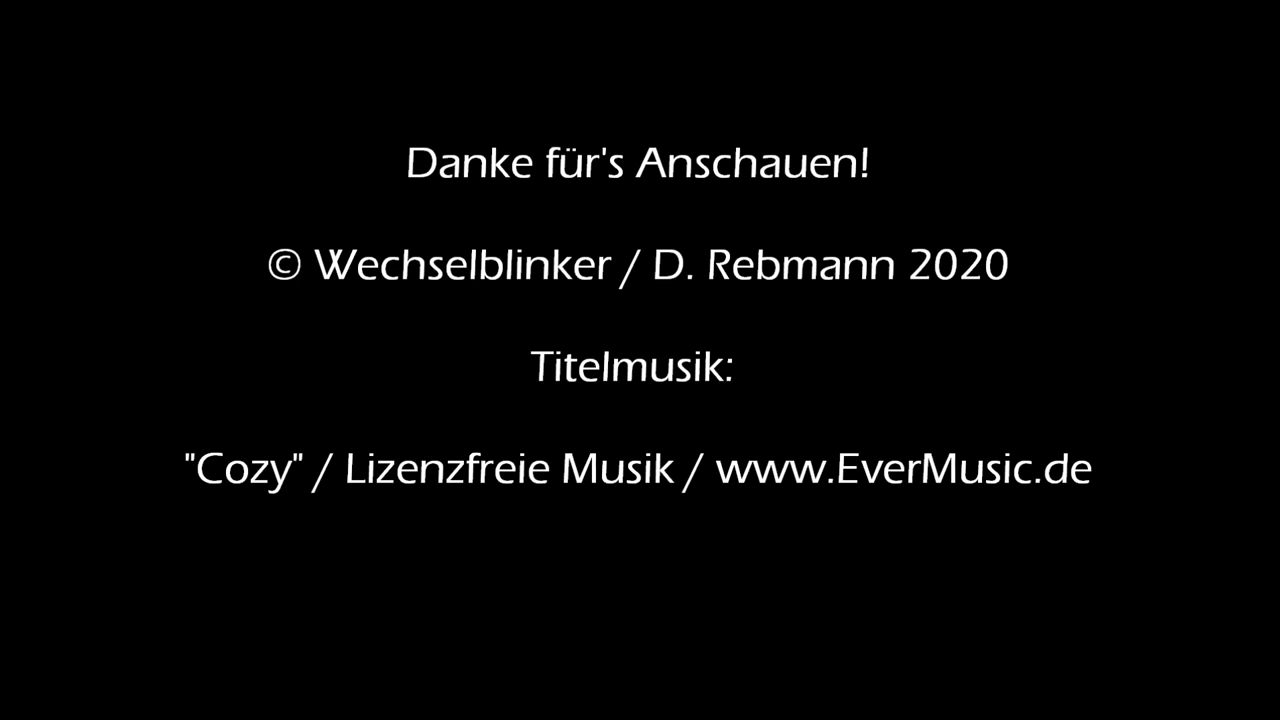 Danke für's Anschauen!
© Wechselblinker / D. Rebmann 2020
Titelmusik:
"Cozy" / Lizenzfreie Musik / www.EverMusic.de